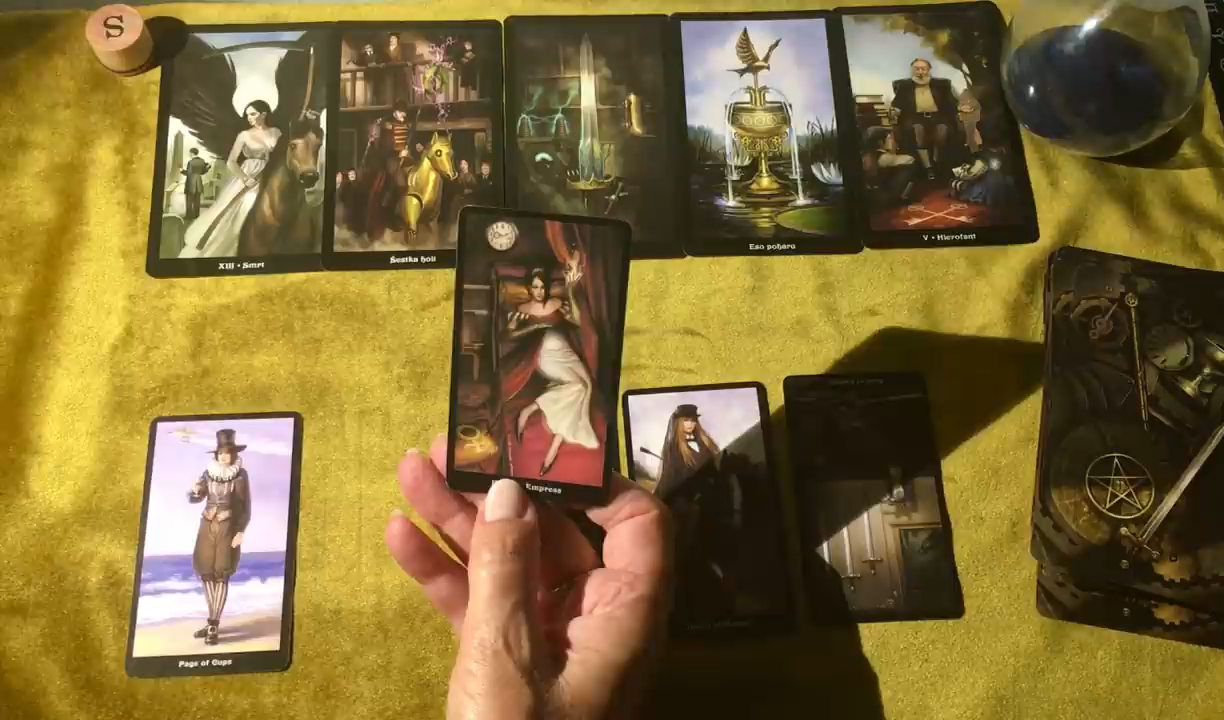 S
XIII • Smrt
Šestka holí
Eso pohárů
V • Hierofant
Empress
Page of Cups